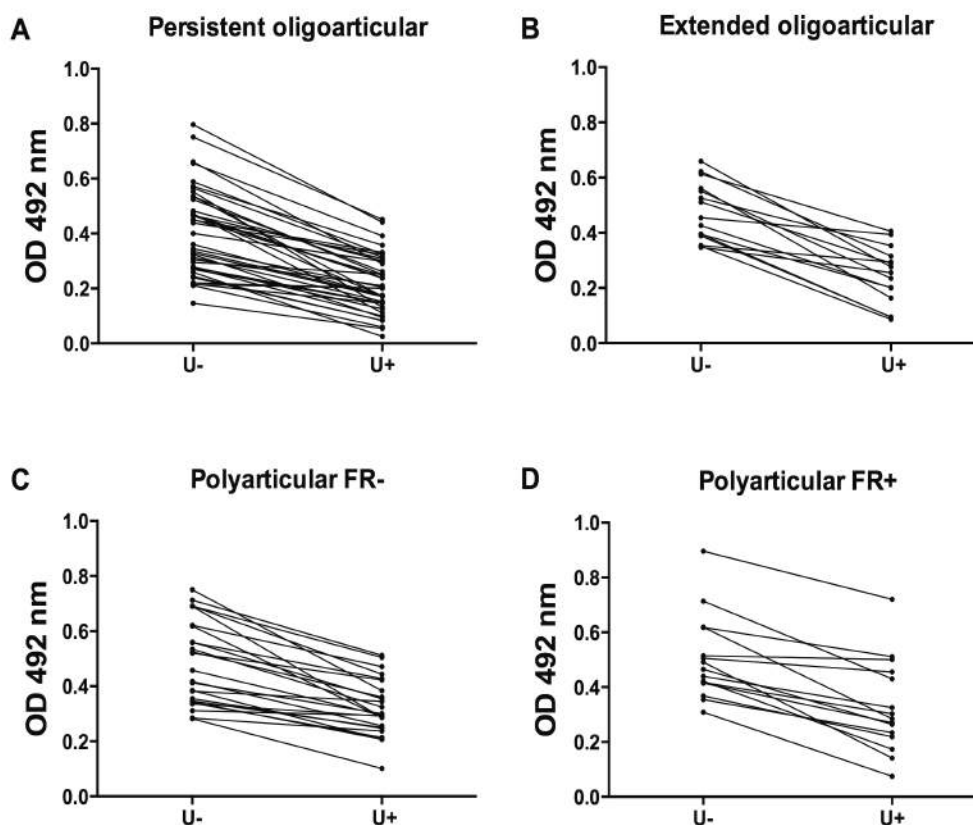 A
Persistent oligoarticular
OD 492 nm
1.0
0.8
0.6
0.4
0.2
0.0
U-
U+
B
Extended oligoarticular
OD 492 nm
1.0
0.8
0.6
0.4
0.2
0.0
U-
U+
C
Polyarticular FR-
OD 492 nm
1.0
0.8
0.6
0.4
0.2
0.0
U-
U+
D
Polyarticular FR+
OD 492 nm
1.0
0.8
0.6
0.4
0.2
0.0
U-
U+